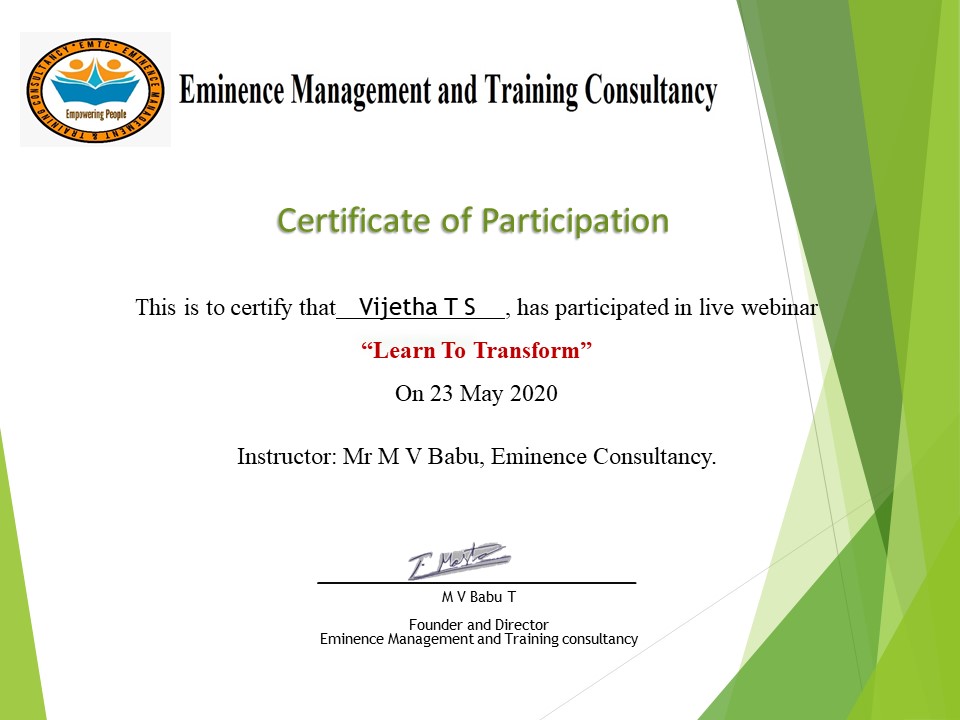 CONSULTANCY "EMTC" EMINENCE MANAGEMENT & TRAINING
Empowering People
Eminence Management and Training Consultancy
Certificate of Participation
This is to certify that Vijetha T S, has participated in live webinar
“Learn To Transform”
On 23 May 2020
Instructor: Mr M V Babu, Eminence Consultancy.
M V Babu T
Founder and Director
Eminence Management and Training consultancy